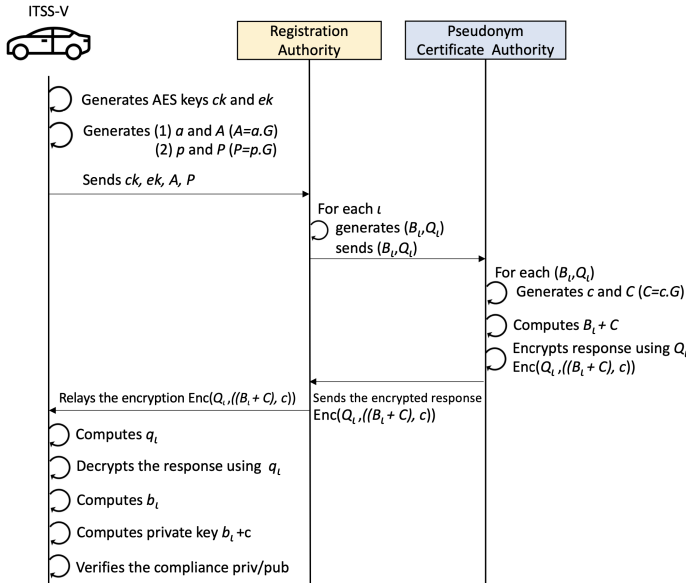 ITSS-V
Registration
Authority
Pseudonym
Certificate Authority
Generates AES keys ck and ek
Generates (1) a and A (A=a.G)
(2) p and P (P=p.G)
Sends ck, ek, A, P
For each ι
generates (Bι,Qι)
sends (Bι,Qι)
For each (Bι,Qι)
Generates c and C (C=c.G)
Computes Bι + C
Encrypts response using Qι
Enc(Qι ,((Bι + C), c))
Relays the encryption Enc(Qι ,((Bι + C), c))
Sends the encrypted response
Enc(Qι ,((Bι + C), c))
Computes qι
Decrypts the response using qι
Computes bι
Computes private key bι +c
Verifies the compliance priv/pub